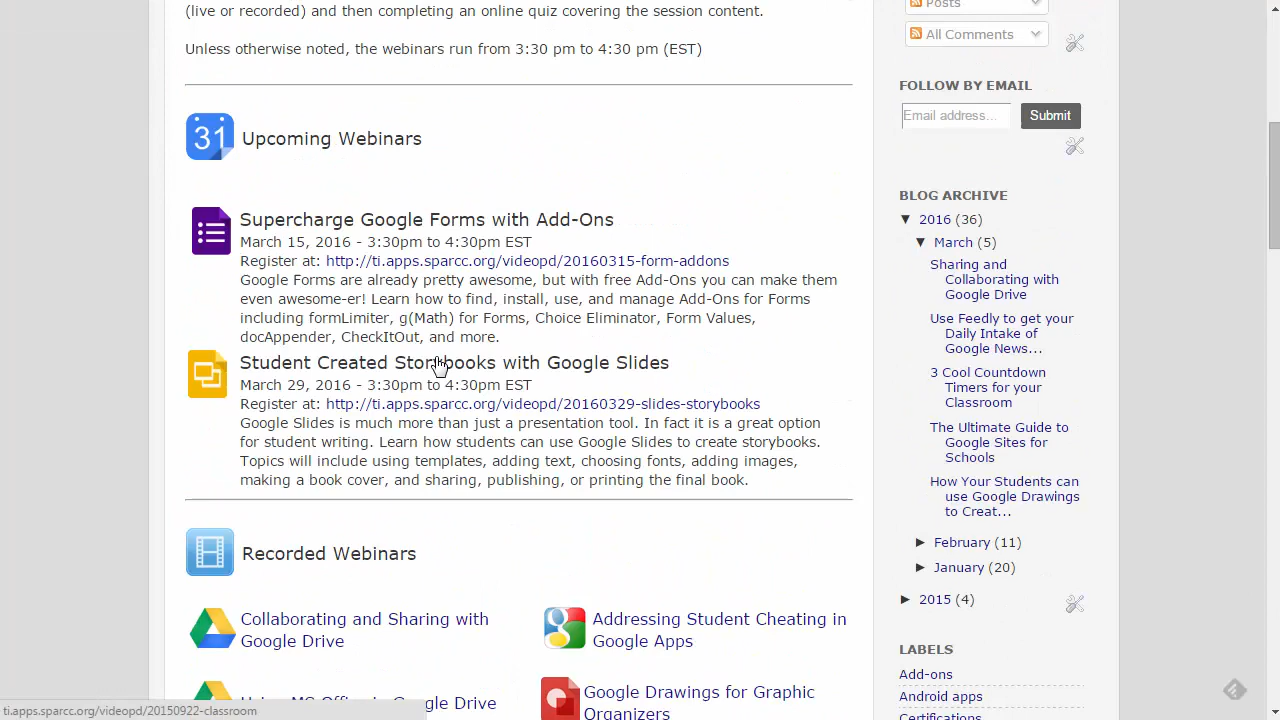 (live or recorded) and then completing an online quiz covering the session content.
Unless otherwise noted, the webinars run from 3:30 pm to 4:30 pm (EST)
31 Upcoming Webinars
Supercharge Google Forms with Add-Ons
March 15, 2016 - 3:30pm to 4:30pm EST
Register at: http://ti.apps.sparcc.org/videopd/20160315-form-addons
Google Forms are already pretty awesome, but with free Add-Ons you can make them
even awesome-er! Learn how to find, install, use, and manage Add-Ons for Forms
including formLimiter, g(Math) for Forms, Choice Eliminator, Form Values,
docAppender, CheckItOut, and more.
Student Created Storybooks with Google Slides
March 29, 2016 - 3:30pm to 4:30pm EST
Register at: http://ti.apps.sparcc.org/videopd/20160329-slides-storybooks
Google Slides is much more than just a presentation tool. In fact it is a great option
for student writing. Learn how students can use Google Slides to create storybooks.
Topics will include using templates, adding text, choosing fonts, adding images,
making a book cover, and sharing, publishing, or printing the final book.
Recorded Webinars
Collaborating and Sharing with
Google Drive
Addressing Student Cheating in
Google Apps
Using MS Office in Google Drive
Google Drawings for Graphic
Organizers
ti.apps.sparcc.org/videopd/20150922-classroom
Posts
All Comments
FOLLOW BY EMAIL
Email address... Submit
BLOG ARCHIVE
▼ 2016 (36)
▼ March (5)
Sharing and
Collaborating with
Google Drive
Use Feedly to get your
Daily Intake of
Google News...
3 Cool Countdown
Timers for your
Classroom
The Ultimate Guide to
Google Sites for
Schools
How Your Students can
use Google Drawings
to Creat...
► February (11)
► January (20)
► 2015 (4)
LABELS
Add-ons
Android apps
Certifications